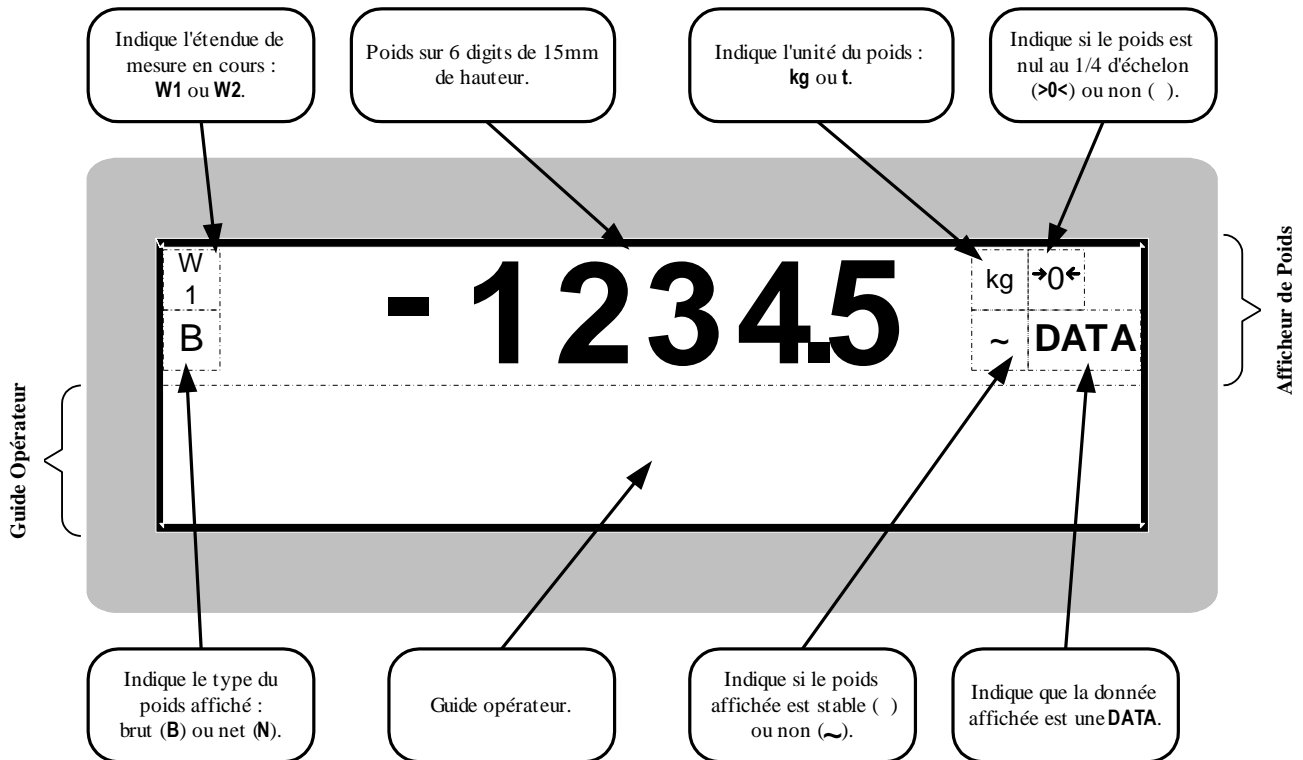 Indique l'étendue de
mesure en cours :
W1 ou W2.
Poids sur 6 digits de 15mm
de hauteur.
Indique l'unité du poids :
kg ou t.
Indique si le poids est
nul au 1/4 d'échelon
(>0<) ou non (  ).
W
1
B
- 1234.5
kg
→0←
~
DATA
Afficheur de Poids
Guide Opérateur
Indique le type du
poids affiché :
brut (B) ou net (N).
Guide opérateur.
Indique si le poids
affichée est stable (  )
ou non (~).
Indique que la donnée
affichée est une DATA.